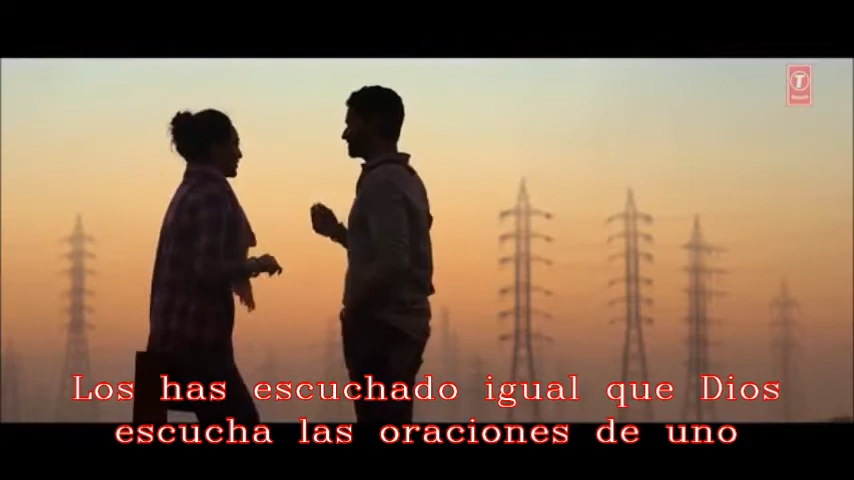 Los has escuchado igual que Dios
escucha las oraciones de uno